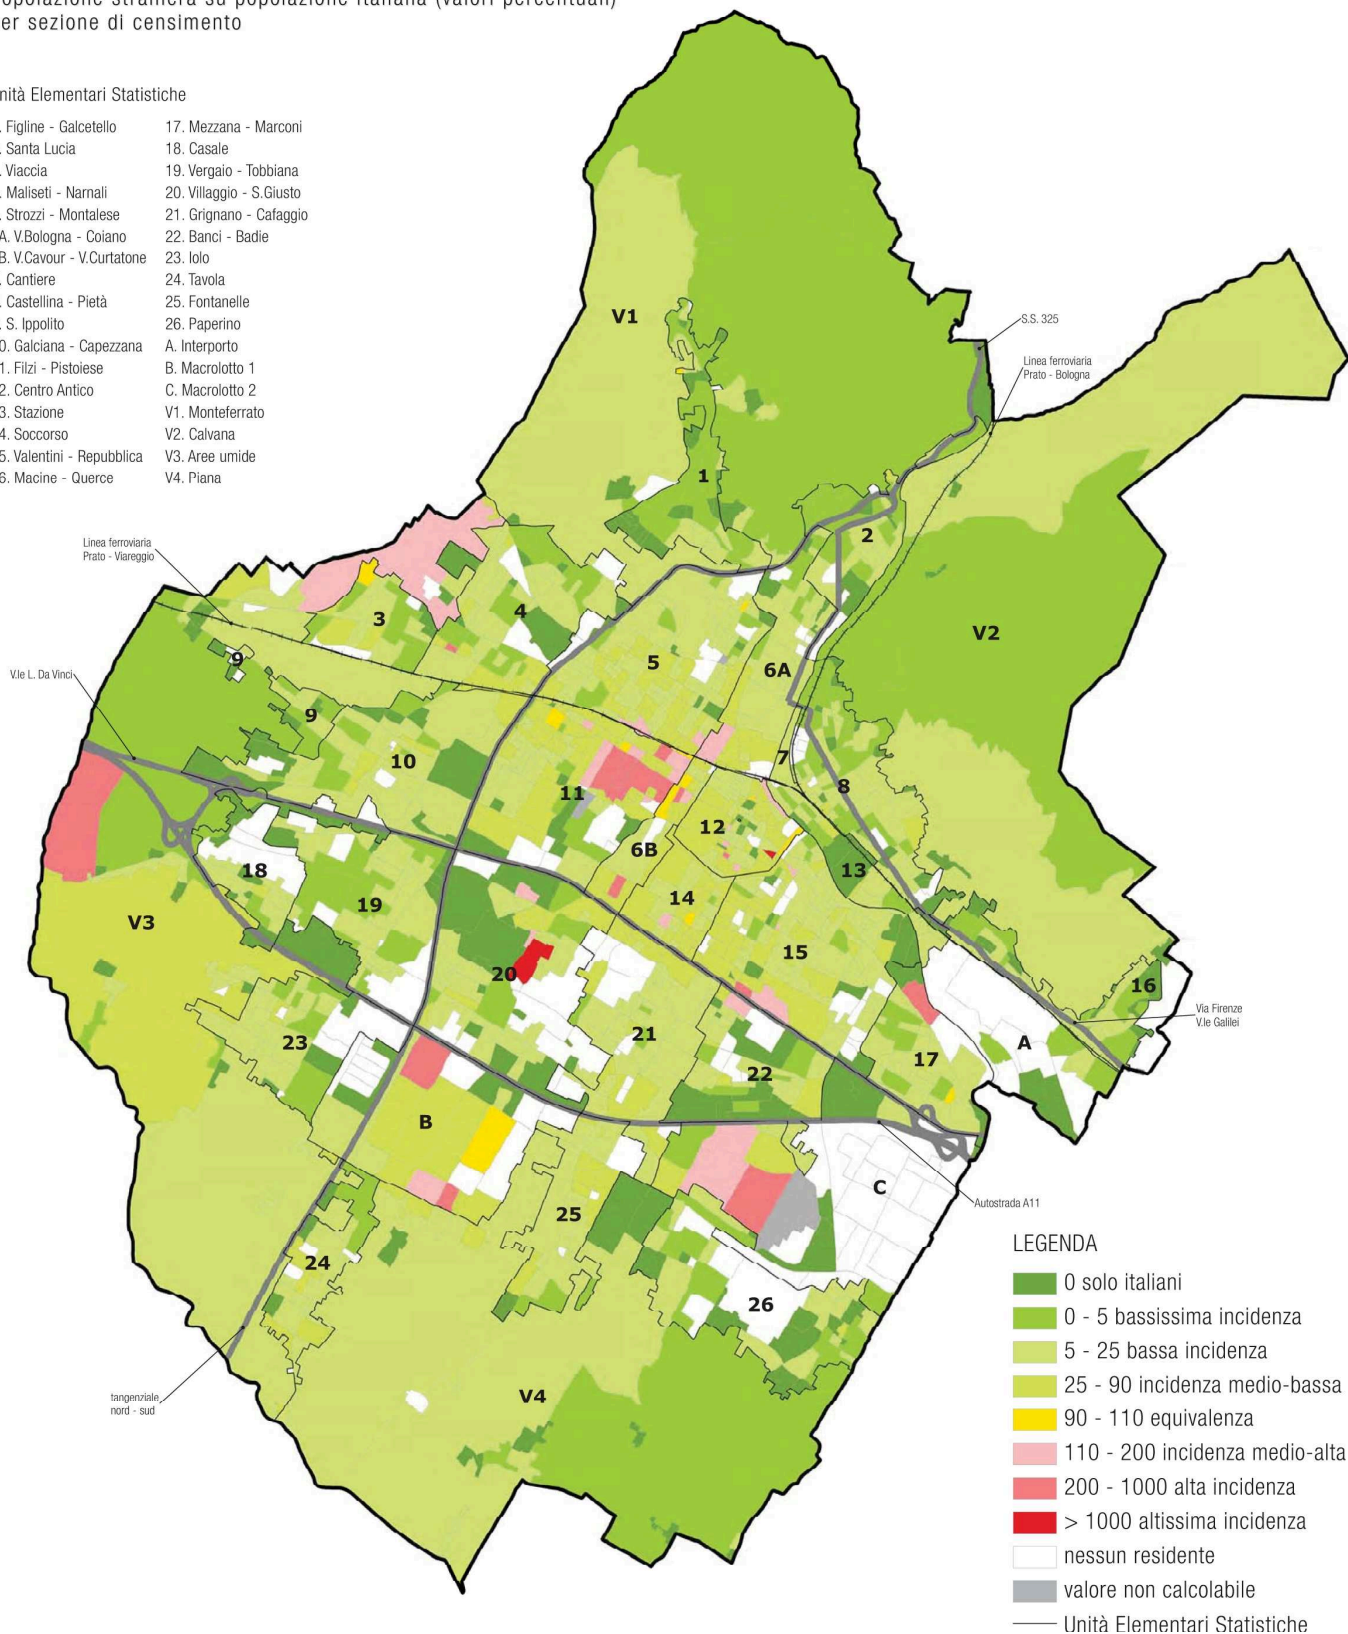 opolazione straniera su popolazione italiana (valori percentuali)
er sezione di censimento
nità Elementari Statistiche
. Figline - Galcetello
. Santa Lucia
. Viaccia
. Maliseti - Narnali
. Strozzi - Montalese
A. V.Bologna - Coiano
B. V.Cavour - V.Curtatone
. Cantiere
. Castellina - Pietà
. S. Ippolito
0. Galciana - Capezzana
1. Filzi - Pistoiese
2. Centro Antico
3. Stazione
4. Soccorso
5. Valentini - Repubblica
6. Macine - Querce
17. Mezzana - Marconi
18. Casale
19. Vergaio - Tobbiana
20. Villaggio - S.Giusto
21. Grignano - Cafaggio
22. Banci - Badie
23. Iolo
24. Tavola
25. Fontanelle
26. Paperino
A. Interporto
B. Macrolotto 1
C. Macrolotto 2
V1. Monteferrato
V2. Calvana
V3. Aree umide
V4. Piana
V1
S.S. 325
Linea ferroviaria
Prato - Bologna
1
2
Linea ferroviaria
Prato - Viareggio
3
4
V2
9
5
6A
V.le L. Da Vinci
9
10
7
8
11
12
6B
18
13
19
14
V3
15
20
16
Via Firenze
V.le Galilei
23
21
A
17
22
B
C
Autostrada A11
25
24
26
tangenziale
nord - sud
V4
LEGENDA
0 solo italiani
0 - 5 bassissima incidenza
5 - 25 bassa incidenza
25 - 90 incidenza medio-bassa
90 - 110 equivalenza
110 - 200 incidenza medio-alta
200 - 1000 alta incidenza
> 1000 altissima incidenza
nessun residente
valore non calcolabile
Unità Elementari Statistiche